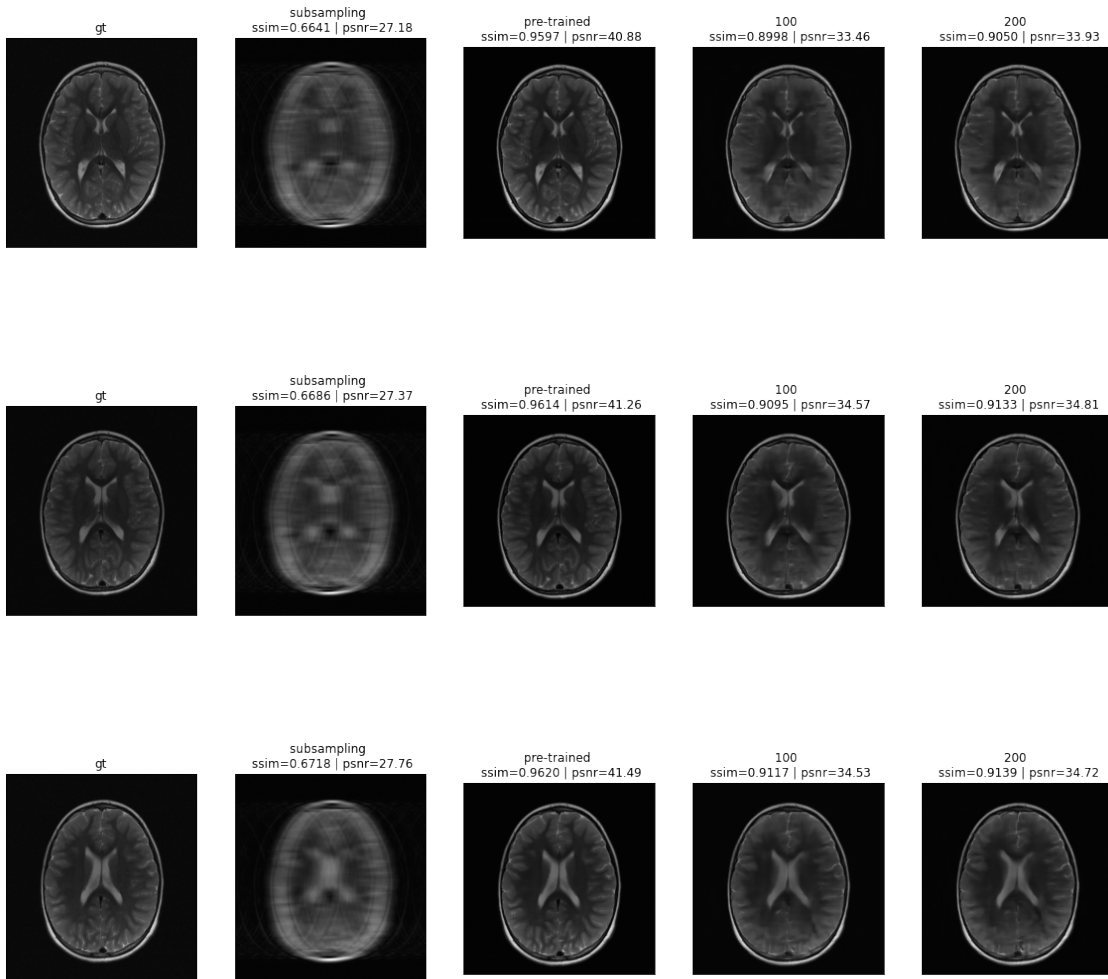 gt
subsampling
ssim=0.6641 | psnr=27.18
pre-trained
ssim=0.9597 | psnr=40.88
100
ssim=0.8998 | psnr=33.46
200
ssim=0.9050 | psnr=33.93
gt
subsampling
ssim=0.6686 | psnr=27.37
pre-trained
ssim=0.9614 | psnr=41.26
100
ssim=0.9095 | psnr=34.57
200
ssim=0.9133 | psnr=34.81
gt
subsampling
ssim=0.6718 | psnr=27.76
pre-trained
ssim=0.9620 | psnr=41.49
100
ssim=0.9117 | psnr=34.53
200
ssim=0.9139 | psnr=34.72